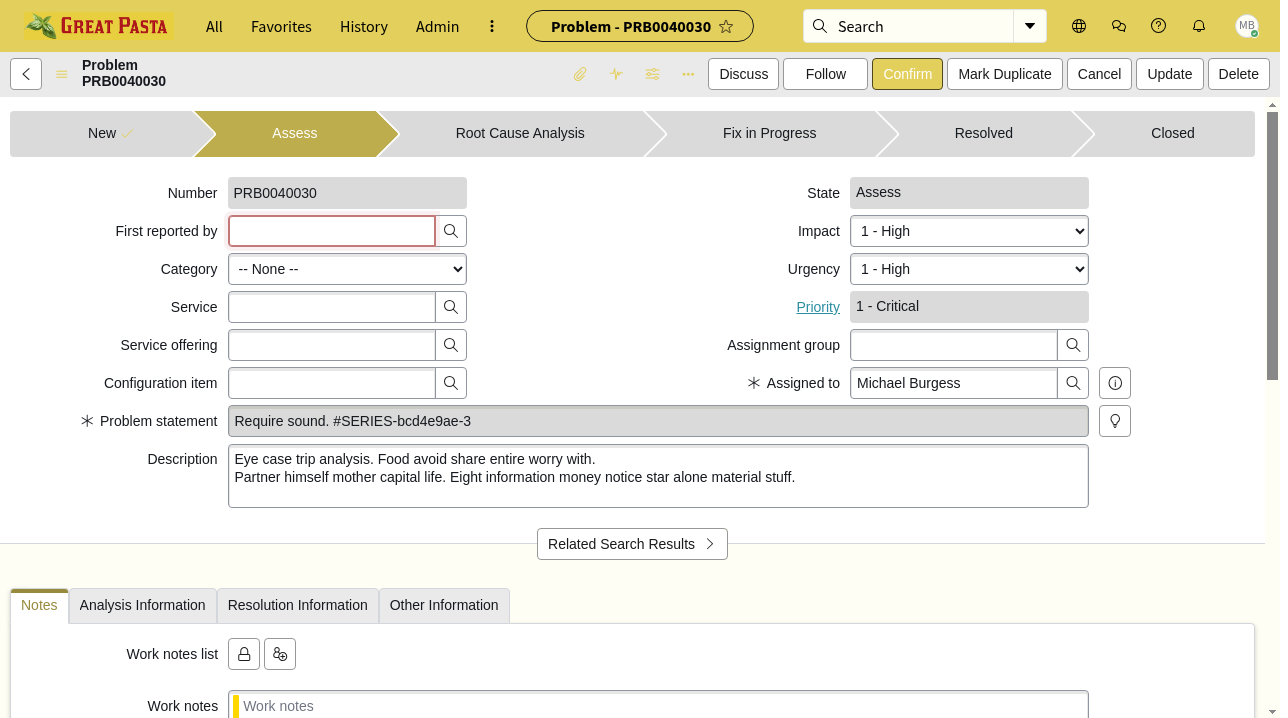 GREAT PASTA
All
Favorites
History
Admin
Problem - PRB0040030
Search
MB
Problem
PRB0040030
Discuss
Follow
Confirm
Mark Duplicate
Cancel
Update
Delete
New
Assess
Root Cause Analysis
Fix in Progress
Resolved
Closed
Number
PRB0040030
State
Assess
First reported by
Impact
1 - High
Category
-- None --
Urgency
1 - High
Service
Priority
1 - Critical
Service offering
Assignment group
Configuration item
Assigned to
Michael Burgess
Problem statement
Require sound. #SERIES-bcd4e9ae-3
Description
Eye case trip analysis. Food avoid share entire worry with.
Partner himself mother capital life. Eight information money notice star alone material stuff.
Related Search Results
Notes
Analysis Information
Resolution Information
Other Information
Work notes list
Work notes
Work notes